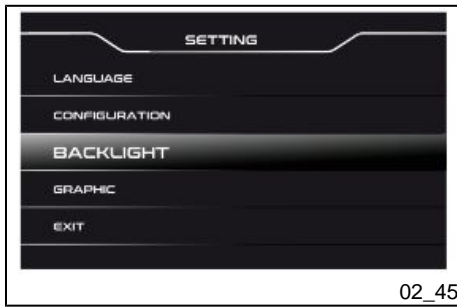 SETTING
LANGUAGE
CONFIGURATION
BACKLIGHT
GRAPHIC
EXIT
02_45